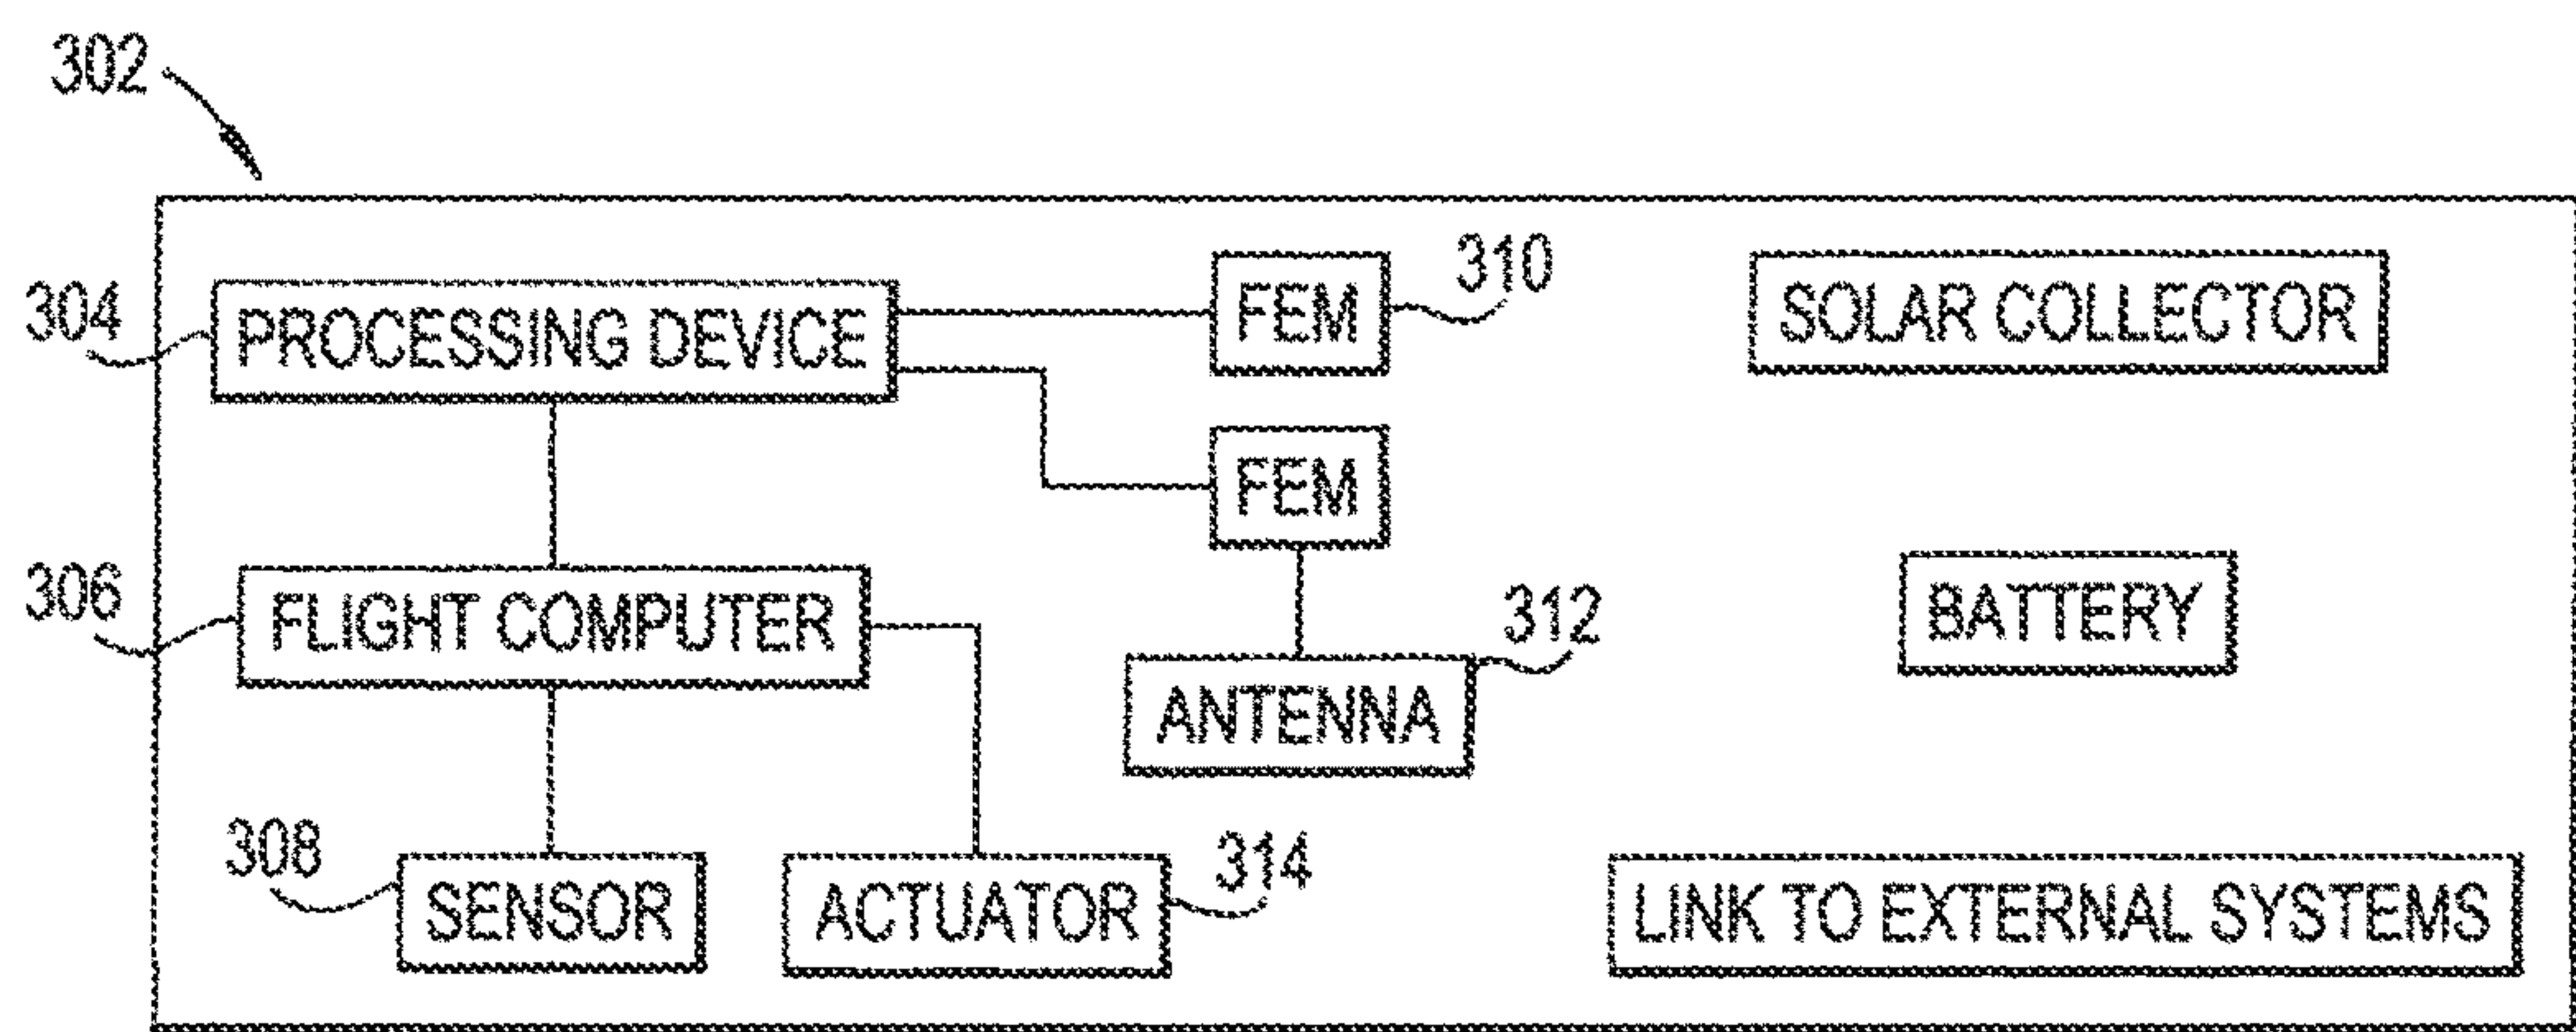 302
310
304
PROCESSING DEVICE
FEM
SOLAR COLLECTOR
FEM
306
FLIGHT COMPUTER
312
BATTERY
ANTENNA
308
314
SENSOR
ACTUATOR
LINK TO EXTERNAL SYSTEMS